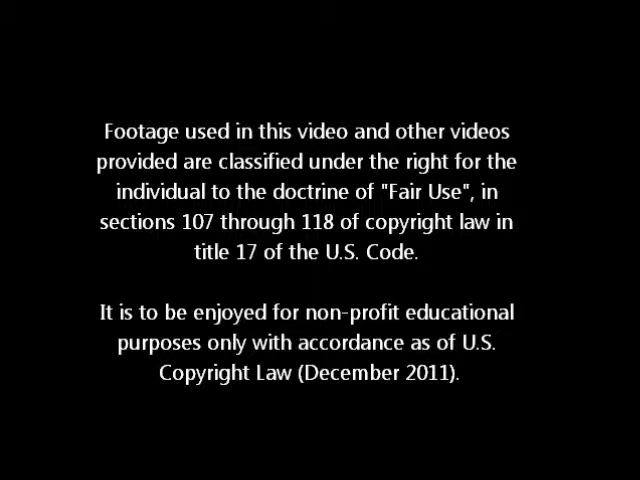 Footage used in this video and other videos
provided are classified under the right for the
individual to the doctrine of "Fair Use", in
sections 107 through 118 of copyright law in
title 17 of the U.S. Code.
It is to be enjoyed for non-profit educational
purposes only with accordance as of U.S.
Copyright Law (December 2011).